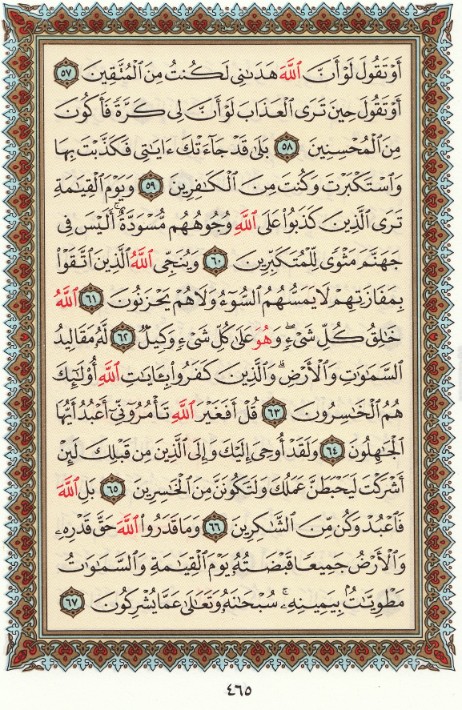 أَوْ تَقُولَ لَوْ أَنَّ ٱللَّهَ هَدَىٰنِى لَكُنتُ مِنَ ٱلْمُتَّقِينَ ٥٧
أَوْ تَقُولَ حِينَ تَرَى ٱلْعَذَابَ لَوْ أَنَّ لِى كَرَّةً فَأَكُونَ
مِنَ ٱلْمُحْسِنِينَ ٥٨ بَلَىٰ قَدْ جَآءَتْكَ ءَايَٰتِى فَكَذَّبْتَ بِهَا
وَٱسْتَكْبَرْتَ وَكُنتَ مِنَ ٱلْكَٰفِرِينَ ٥٩ وَيَوْمَ ٱلْقِيَٰمَةِ
تَرَى ٱلَّذِينَ كَذَبُوا۟ عَلَى ٱللَّهِ وُجُوهُهُم مُّسْوَدَّةٌ ۚ أَلَيْسَ فِى
جَهَنَّمَ مَثْوًى لِّلْمُتَكَبِّرِينَ ٦٠ وَيُنَجِّى ٱللَّهُ ٱلَّذِينَ ٱتَّقَوْا۟
بِمَفَازَتِهِمْ لَا يَمَسُّهُمُ ٱلسُّوٓءُ وَلَا هُمْ يَحْزَنُونَ ٦١ ٱللَّهُ
خَٰلِقُ كُلِّ شَىْءٍ ۖ وَهُوَ عَلَىٰ كُلِّ شَىْءٍ وَكِيلٌ ٦٢ لَّهُۥ مَقَالِيدُ
ٱلسَّمَٰوَٰتِ وَٱلْأَرْضِ ۗ وَٱلَّذِينَ كَفَرُوا۟ بِـَٔايَٰتِ ٱللَّهِ أُو۟لَٰٓئِكَ
هُمُ ٱلْخَٰسِرُونَ ٦٣ قُلْ أَفَغَيْرَ ٱللَّهِ تَأْمُرُوٓنِّىٓ أَعْبُدُ أَيُّهَا
ٱلْجَٰهِلُونَ ٦٤ وَلَقَدْ أُوحِىَ إِلَيْكَ وَإِلَى ٱلَّذِينَ مِن قَبْلِكَ لَئِنْ
أَشْرَكْتَ لَيَحْبَطَنَّ عَمَلُكَ وَلَتَكُونَنَّ مِنَ ٱلْخَٰسِرِينَ ٦٥ بَلِ ٱللَّهَ
فَٱعْبُدْ وَكُن مِّنَ ٱلشَّٰكِرِينَ ٦٦ وَمَا قَدَرُوا۟ ٱللَّهَ حَقَّ قَدْرِهِۦ
وَٱلْأَرْضُ جَمِيعًا قَبْضَتُهُۥ يَوْمَ ٱلْقِيَٰمَةِ وَٱلسَّمَٰوَٰتُ
مَطْوِيَّٰتٌۢ بِيَمِينِهِۦ ۚ سُبْحَٰنَهُۥ وَتَعَٰلَىٰ عَمَّا يُشْرِكُونَ ٦٧
٤٦٥